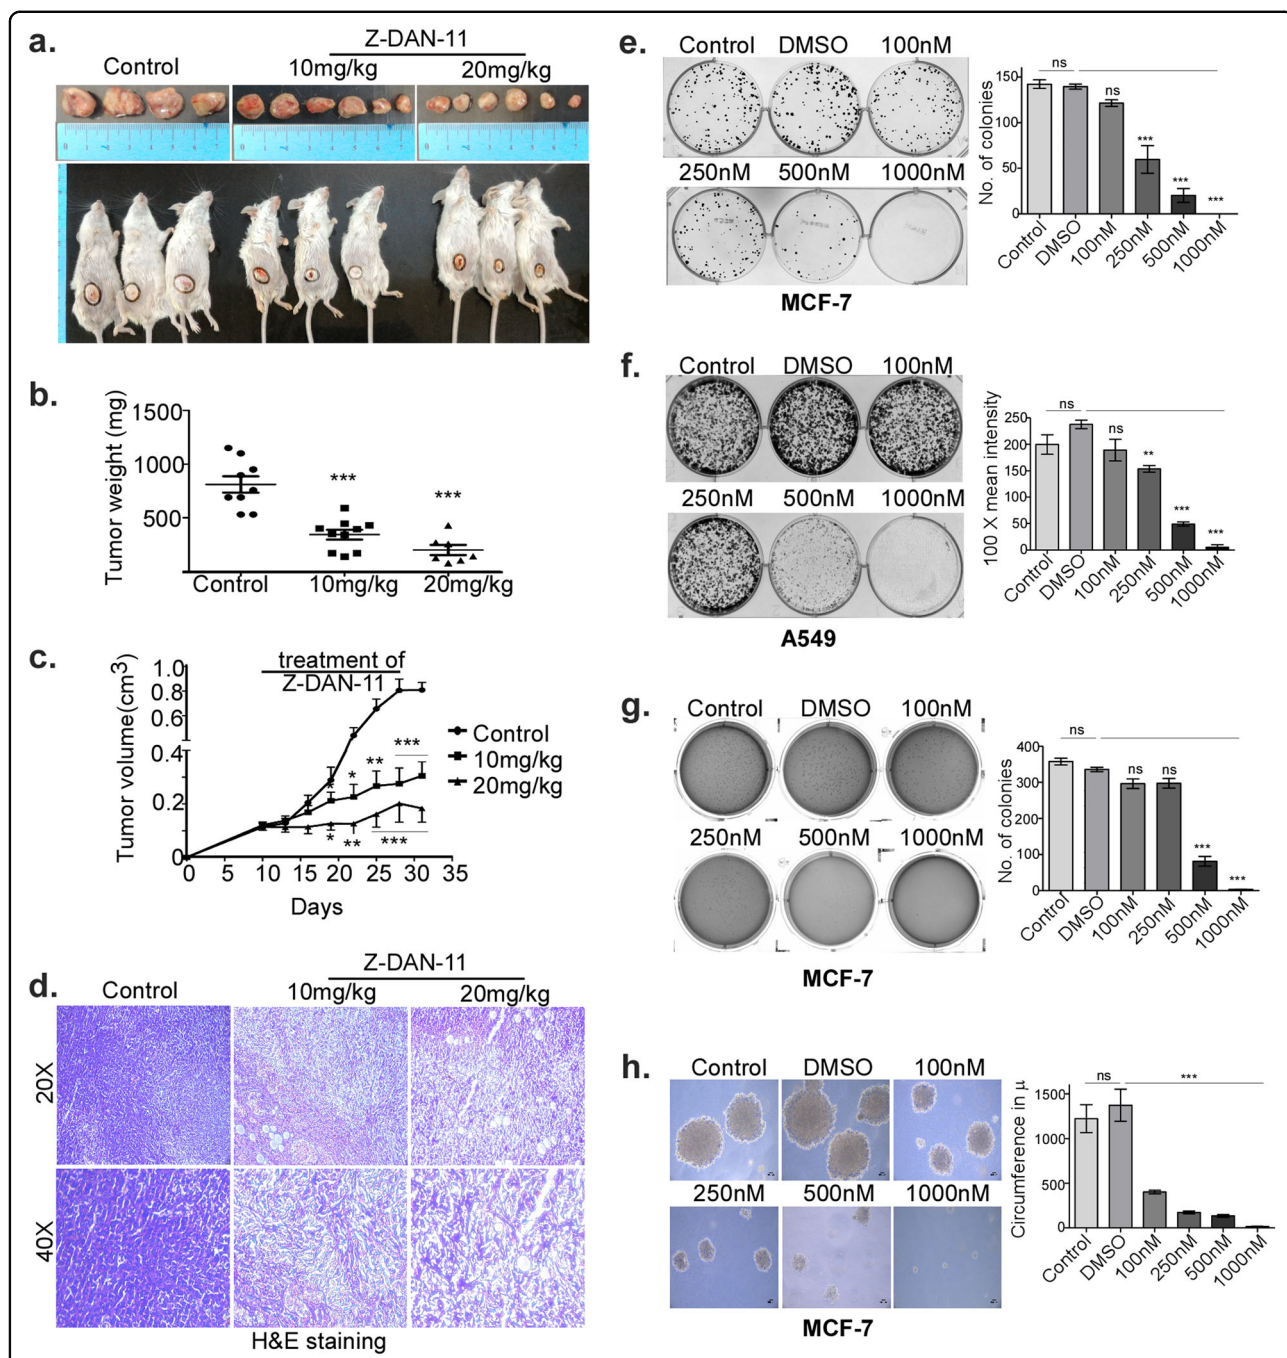 a.
Z-DAN-11
Control
10mg/kg
20mg/kg
b.
Tumor weight (mg)
1500
1000
500
***
***
Control
10mg/kg
20mg/kg
c.
Tumor volume(cm3)
treatment of
Z-DAN-11
1.0
0.8
0.6
0.4
0.2
0
0 5 10 15 20 25 30 35
Days
Control
10mg/kg
20mg/kg
* * ** ***
* ** ***
d.
Z-DAN-11
Control
10mg/kg
20mg/kg
20X
40X
H&E staining
e.
Control DMSO 100nM
250nM 500nM 1000nM
MCF-7
No. of colonies
150
100
50
0
ns
ns
***
***
***
Control DMSO 100nM 250nM 500nM 1000nM
f.
Control DMSO 100nM
250nM 500nM 1000nM
A549
100 X mean intensity
250
200
150
100
50
0
ns
ns
**
***
***
Control DMSO 100nM 250nM 500nM 1000nM
g.
Control DMSO 100nM
250nM 500nM 1000nM
MCF-7
No. of colonies
400
300
200
100
0
ns
ns
ns
***
***
Control DMSO 100nM 250nM 500nM 1000nM
h.
Control DMSO 100nM
250nM 500nM 1000nM
MCF-7
Circumference in μ
1500
1000
500
0
ns
***
Control DMSO 100nM 250nM 500nM 1000nM